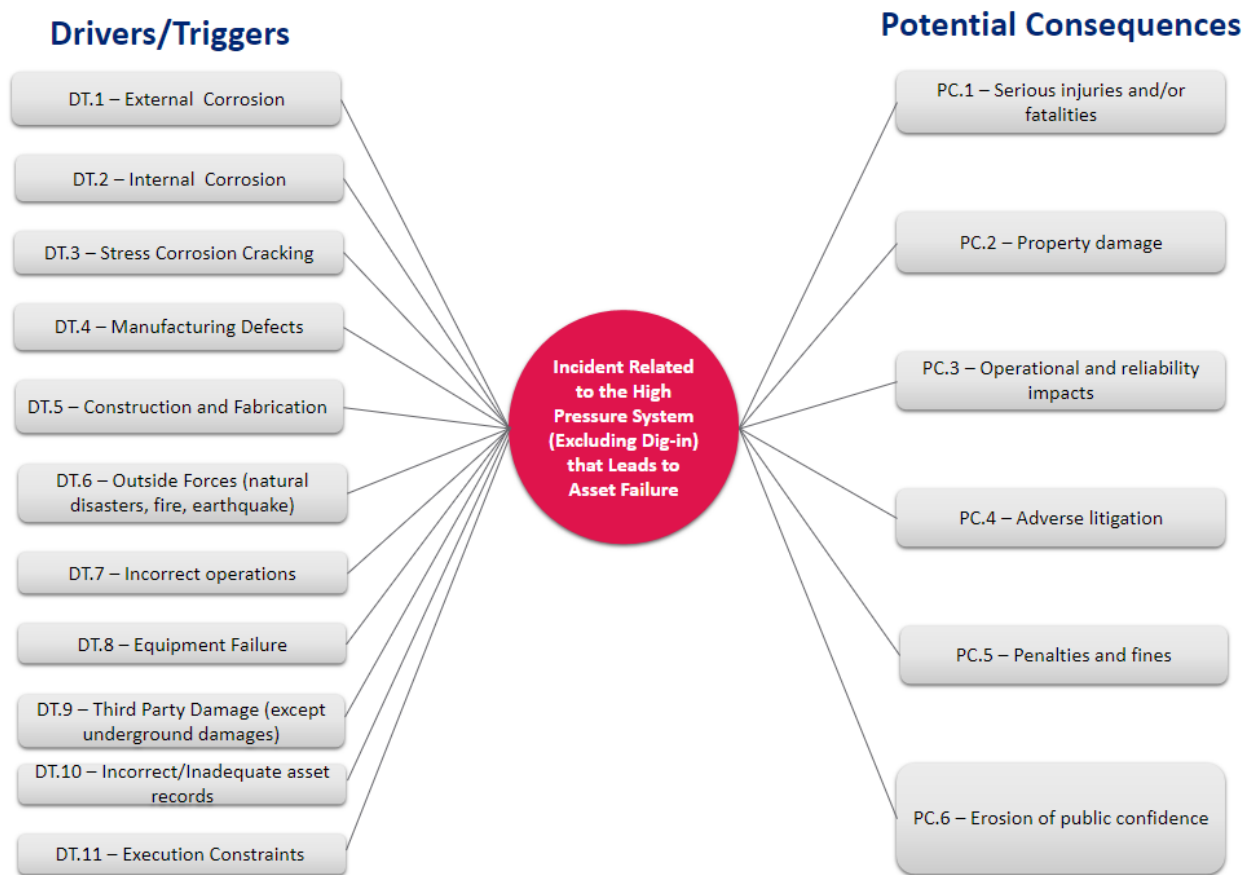 Drivers/Triggers
DT.1 – External Corrosion
DT.2 – Internal Corrosion
DT.3 – Stress Corrosion Cracking
DT.4 – Manufacturing Defects
DT.5 – Construction and Fabrication
DT.6 – Outside Forces (natural
disasters, fire, earthquake)
DT.7 – Incorrect operations
DT.8 – Equipment Failure
DT.9 – Third Party Damage (except
underground damages)
DT.10 – Incorrect/Inadequate asset
records
DT.11 – Execution Constraints
Incident Related
to the High
Pressure System
(Excluding Dig-in)
that Leads to
Asset Failure
Potential Consequences
PC.1 – Serious injuries and/or
fatalities
PC.2 – Property damage
PC.3 – Operational and reliability
impacts
PC.4 – Adverse litigation
PC.5 – Penalties and fines
PC.6 – Erosion of public confidence